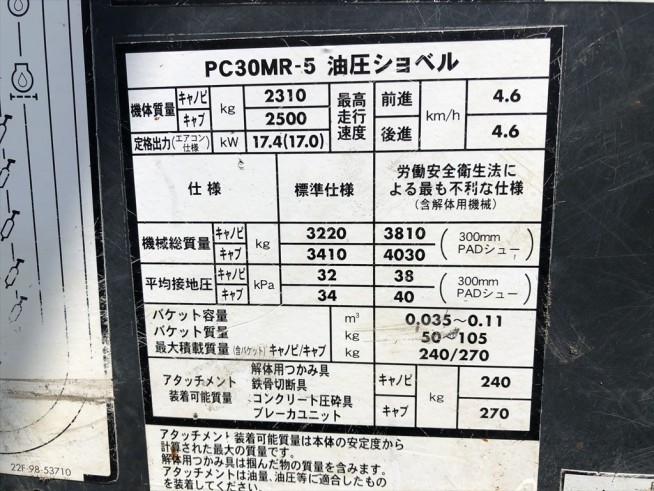 PC30MR-5 油圧ショベル
機体質量 キャノピ kg 2310 最高走行速度 前進 km/h 4.6
キャブ 2500 後進 4.6
定格出力(エアコン仕様) kW 17.4(17.0)
仕様 標準仕様 労働安全衛生法による最も不利な仕様(含解体用機械)
機械総質量 キャノピ kg 3220 3810 (300mm PADシュー)
キャブ 3410 4030
平均接地圧 キャノピ kPa 32 38 (300mm PADシュー)
キャブ 34 40
バケット容量 m³ 0.035~0.11
バケット質量 kg 50~105
最大積載質量(含バケット)キャノピ/キャブ kg 240/270
アタッチメント装着可能質量 解体用つかみ具 キャノピ kg 240
鉄骨切断具
コンクリート圧砕具 キャブ 270
ブレーカユニット
アタッチメント装着可能質量は本体の安定度から
計算された最大の質量です。
解体用つかみ具は掴んだ物の質量を含みます。
アタッチメントは油量、油圧等に適合したもの
を装着してください。
22F-98-53710